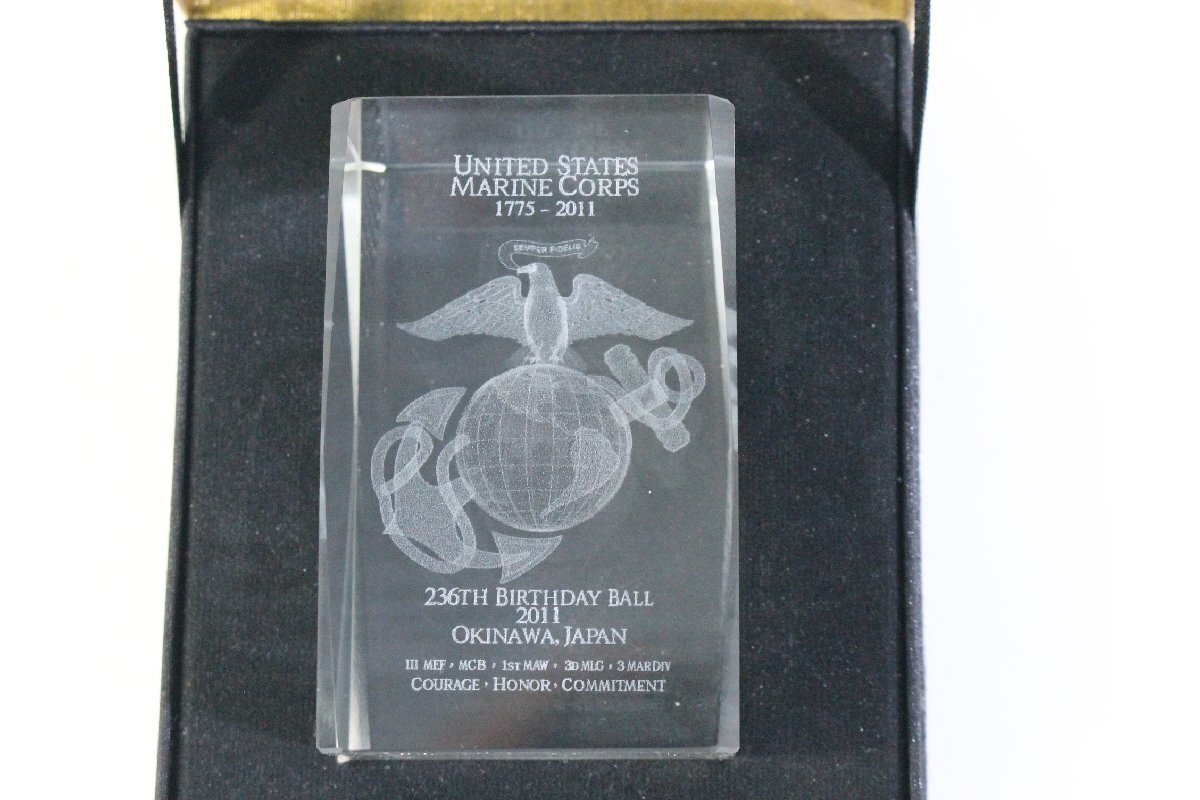 UNITED STATES
MARINE CORPS
1775 - 2011
SEMPER FIDELIS
236TH BIRTHDAY BALL
2011
OKINAWA, JAPAN
III MEF • MCB • 1ST MAW • 3D MLG • 3 MARDIV
COURAGE • HONOR • COMMITMENT